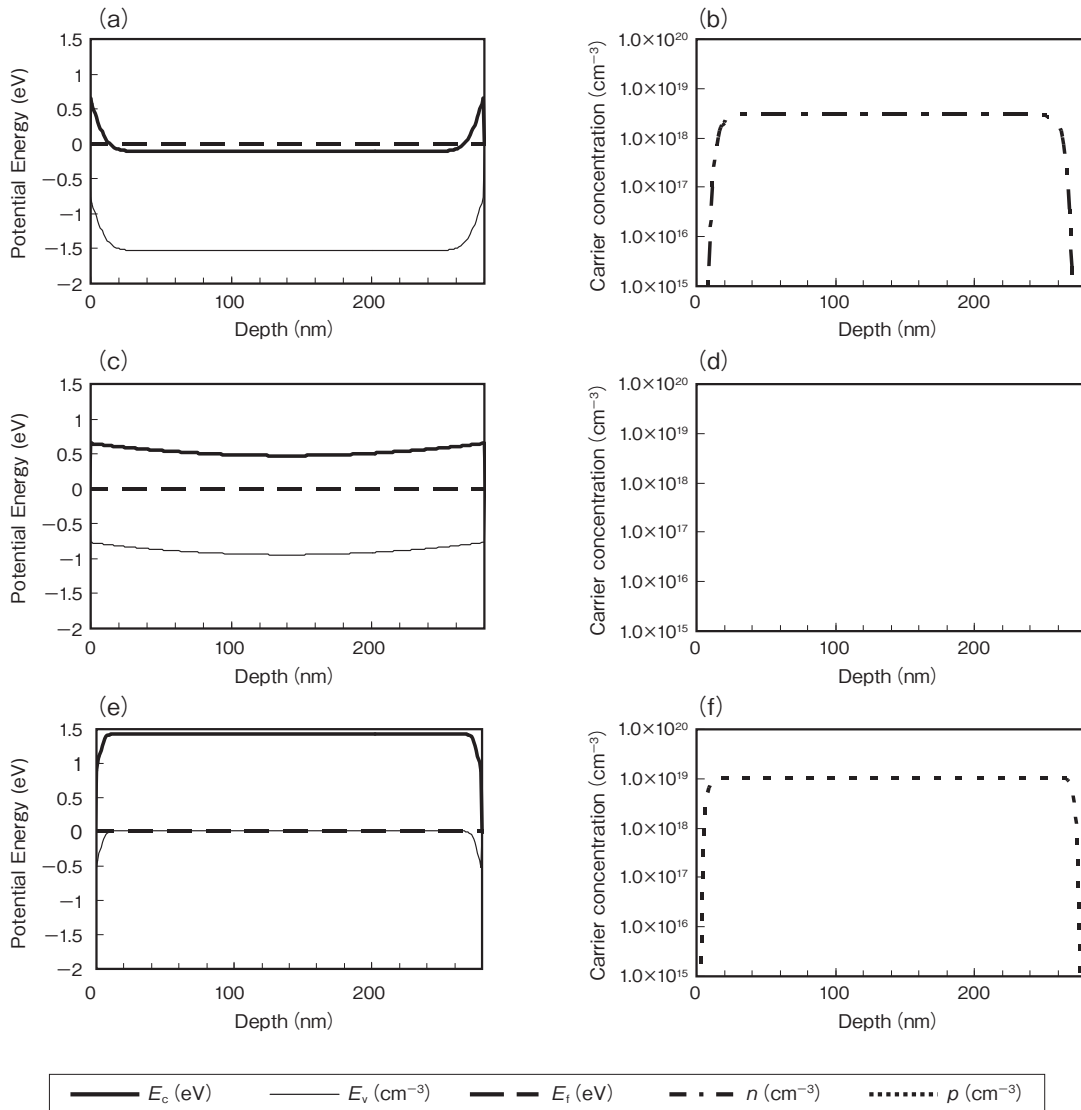 (a)
Potential Energy (eV)
1.5
1
0.5
0
−0.5
−1
−1.5
−2
0 100 200
Depth (nm)
(b)
Carrier concentration (cm⁻³)
1.0×10²⁰
1.0×10¹⁹
1.0×10¹⁸
1.0×10¹⁷
1.0×10¹⁶
1.0×10¹⁵
0 100 200
Depth (nm)
(c)
Potential Energy (eV)
1.5
1
0.5
0
−0.5
−1
−1.5
−2
0 100 200
Depth (nm)
(d)
Carrier concentration (cm⁻³)
1.0×10²⁰
1.0×10¹⁹
1.0×10¹⁸
1.0×10¹⁷
1.0×10¹⁶
1.0×10¹⁵
0 100 200
Depth (nm)
(e)
Potential Energy (eV)
1.5
1
0.5
0
−0.5
−1
−1.5
−2
0 100 200
Depth (nm)
(f)
Carrier concentration (cm⁻³)
1.0×10²⁰
1.0×10¹⁹
1.0×10¹⁸
1.0×10¹⁷
1.0×10¹⁶
1.0×10¹⁵
0 100 200
Depth (nm)
E_c (eV) E_v (cm⁻³) E_f (eV) n (cm⁻³) p (cm⁻³)